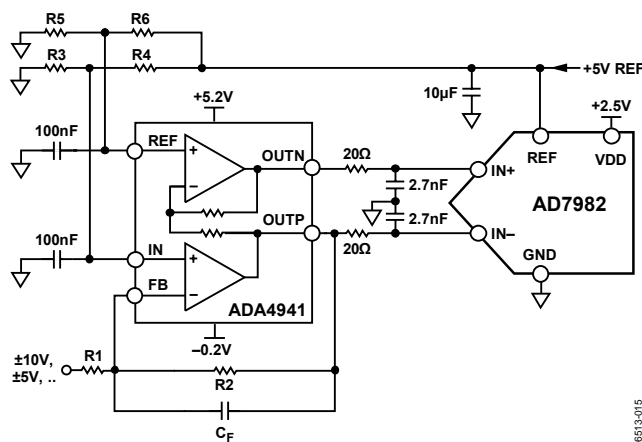 R5
R6
R3
R4
+5V REF
10µF
+5.2V
+2.5V
100nF
REF
OUTN
20Ω
IN+
REF
VDD
2.7nF
AD7982
OUTP
2.7nF
IN–
100nF
IN
20Ω
GND
FB
ADA4941
–0.2V
±10V,
±5V, ..
R1
R2
CF
6513-015